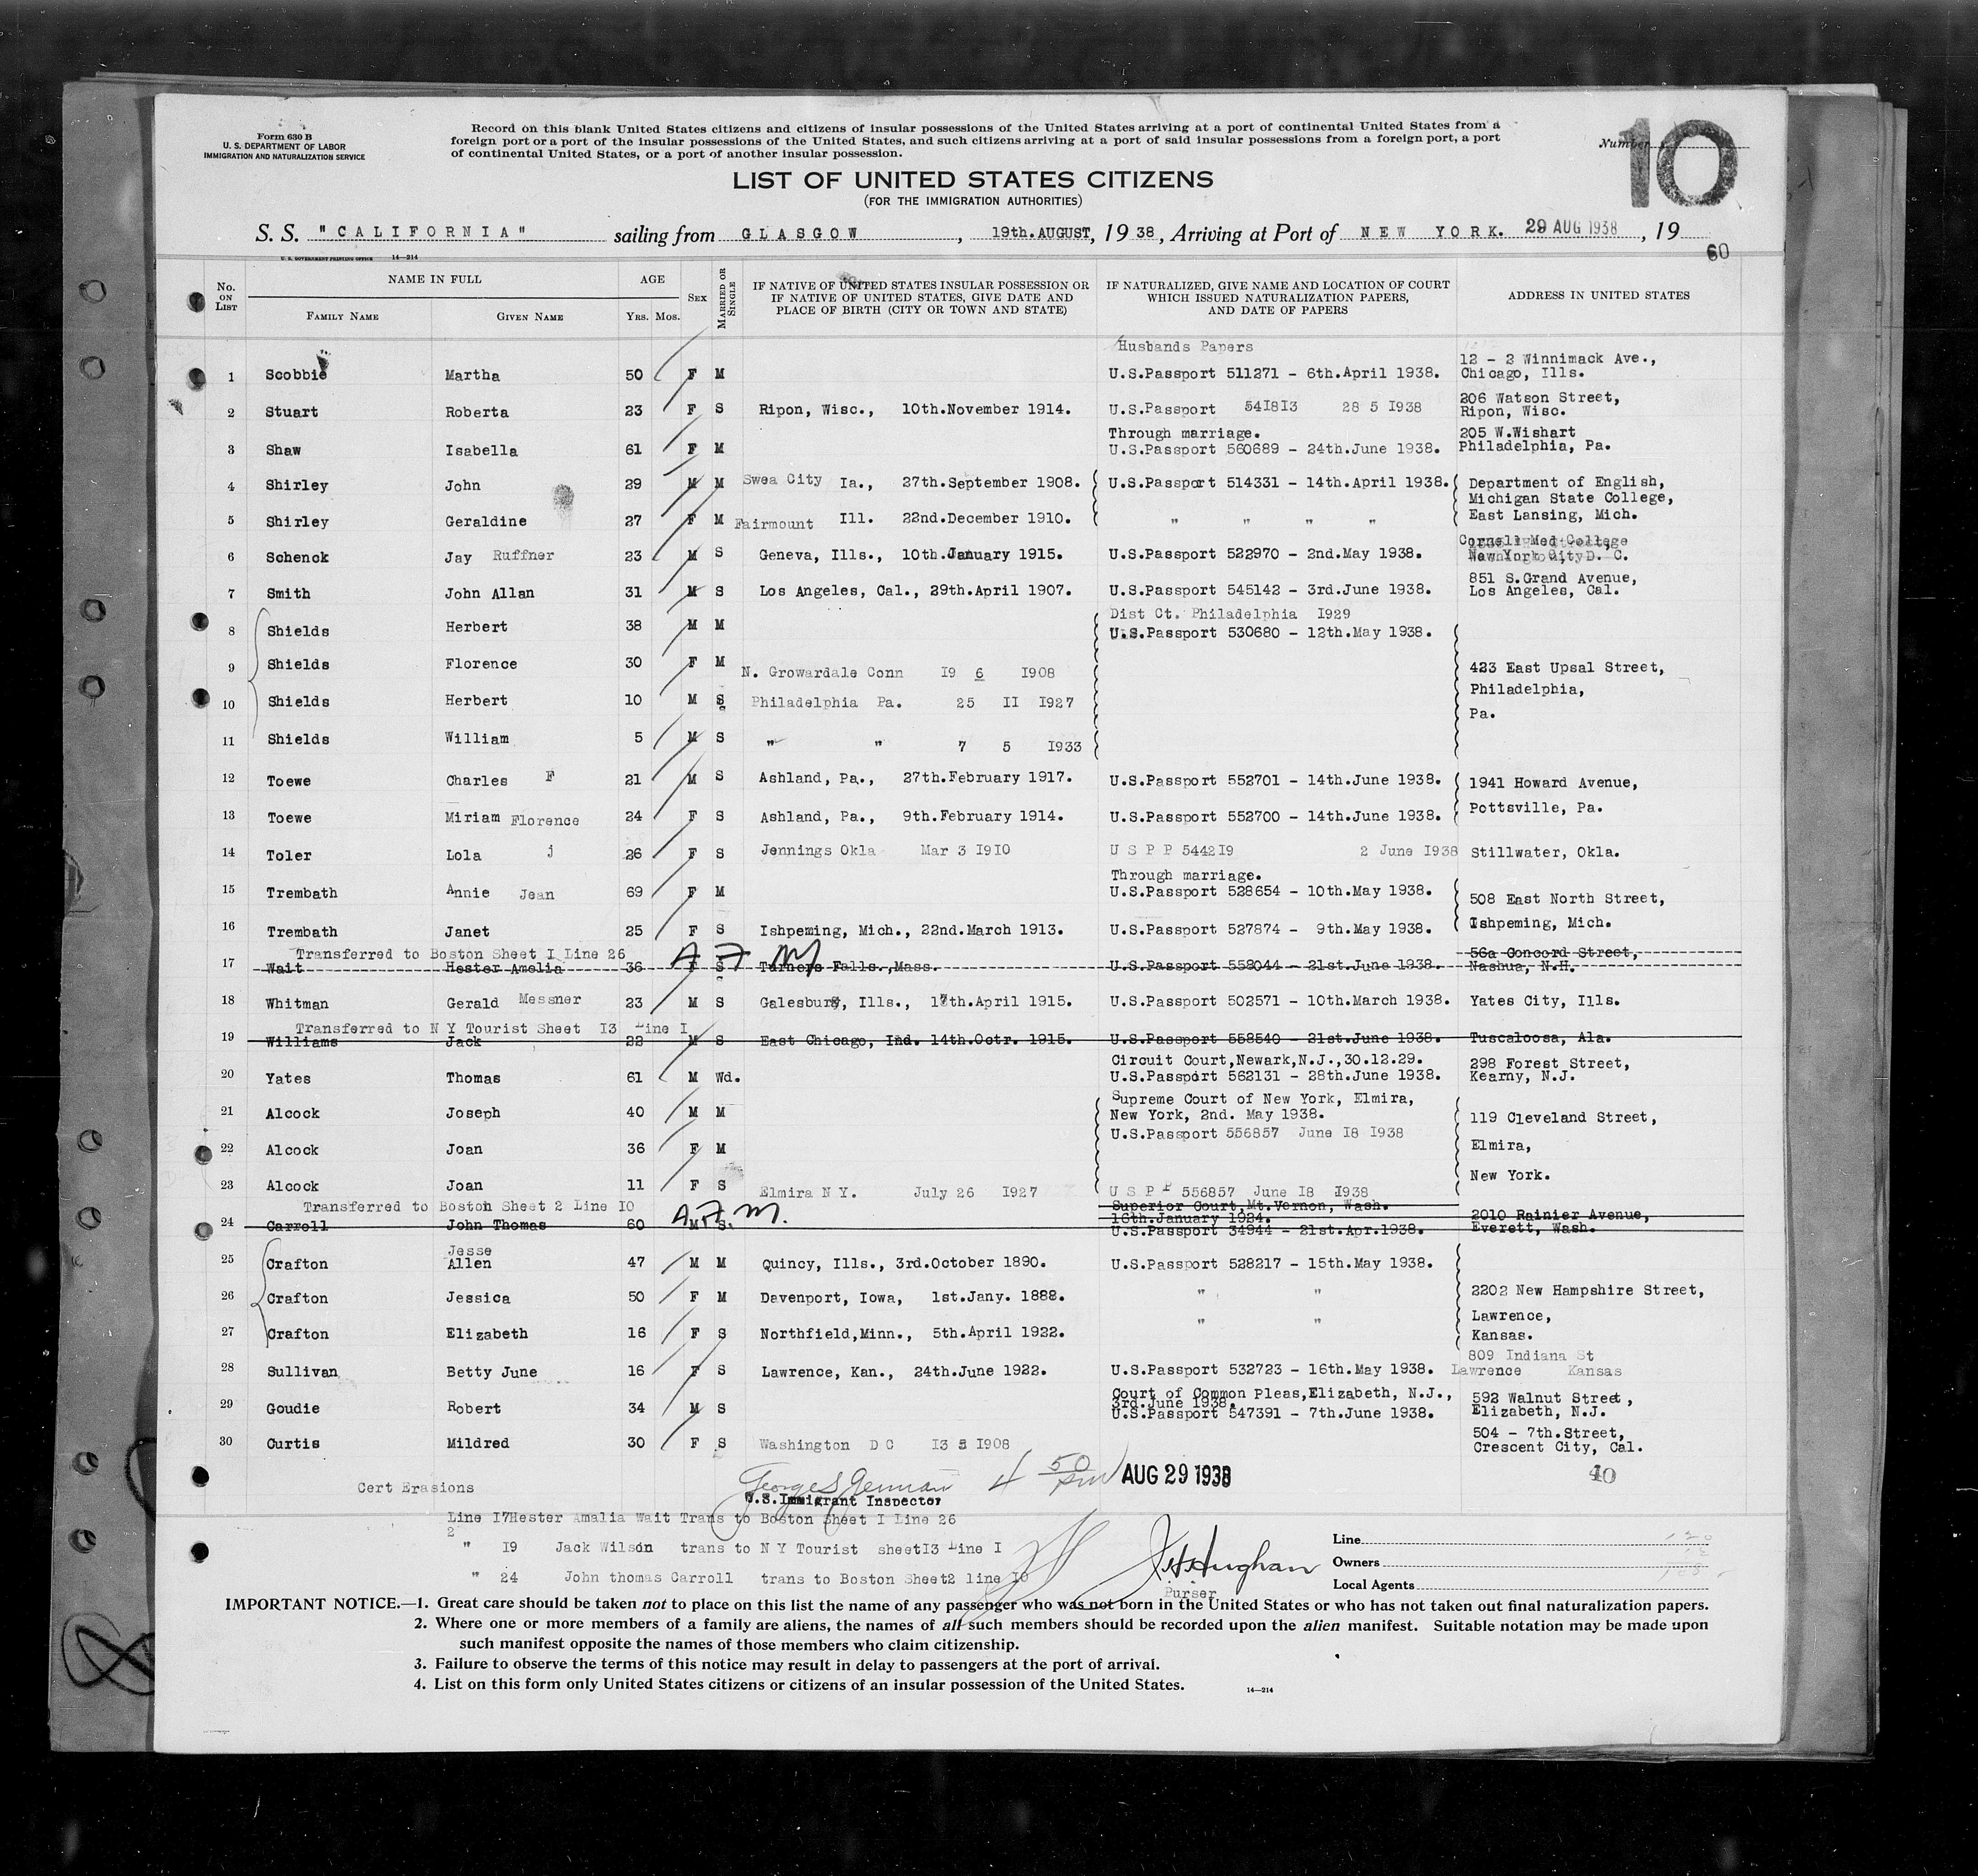 Form 630 B
U. S. DEPARTMENT OF LABOR
IMMIGRATION AND NATURALIZATION SERVICE
Record on this blank United States citizens and citizens of insular possessions of the United States arriving at a port of continental United States from a
foreign port or a port of the insular possessions of the United States, and such citizens arriving at a port of said insular possessions from a foreign port, a port
of continental United States, or a port of another insular possession.
Number 10
LIST OF UNITED STATES CITIZENS
(FOR THE IMMIGRATION AUTHORITIES)
S. S. "CALIFORNIA" sailing from GLASGOW, 19th.AUGUST, 1938, Arriving at Port of NEW YORK. 29 AUG 1938, 19
U. S. GOVERNMENT PRINTING OFFICE 14—214
60
No. ON LIST NAME IN FULL FAMILY NAME GIVEN NAME AGE Yrs. Mos. SEX MARRIED OR SINGLE IF NATIVE OF UNITED STATES INSULAR POSSESSION OR IF NATIVE OF UNITED STATES, GIVE DATE AND PLACE OF BIRTH (CITY OR TOWN AND STATE) IF NATURALIZED, GIVE NAME AND LOCATION OF COURT WHICH ISSUED NATURALIZATION PAPERS, AND DATE OF PAPERS ADDRESS IN UNITED STATES
Husbands Papers
1 Scobbie Martha 50 F M U.S.Passport 511271 - 6th.April 1938. 12 - 2 Winnimack Ave., Chicago, Ills.
2 Stuart Roberta 23 F S Ripon, Wisc., 10th.November 1914. U.S.Passport 541813 28 5 1938 206 Watson Street, Ripon, Wisc.
Through marriage.
3 Shaw Isabella 61 F M U.S.Passport 560689 - 24th.June 1938. 205 W.Wishart Philadelphia, Pa.
4 Shirley John 29 M M Swea City Ia., 27th.September 1908. U.S.Passport 514331 - 14th.April 1938. Department of English, Michigan State College,
5 Shirley Geraldine 27 F M Fairmount Ill. 22nd.December 1910. " " " " East Lansing, Mich.
6 Schenck Jay Ruffner 23 M S Geneva, Ills., 10th.January 1915. U.S.Passport 522970 - 2nd.May 1938. Cornell Med College New York City
7 Smith John Allan 31 M S Los Angeles, Cal., 29th.April 1907. U.S.Passport 545142 - 3rd.June 1938. 851 S.Grand Avenue, Los Angeles, Cal.
Dist Ct. Philadelphia 1929
8 Shields Herbert 38 M M U.S.Passport 530680 - 12th.May 1938.
9 Shields Florence 30 F M N. Growardale Conn 19 6 1908 423 East Upsal Street,
10 Shields Herbert 10 M S Philadelphia Pa. 25 II 1927 Philadelphia, Pa.
11 Shields William 5 M S " " 7 5 1933
12 Toewe Charles F 21 M S Ashland, Pa., 27th.February 1917. U.S.Passport 552701 - 14th.June 1938. 1941 Howard Avenue,
13 Toewe Miriam Florence 24 F S Ashland, Pa., 9th.February 1914. U.S.Passport 552700 - 14th.June 1938. Pottsville, Pa.
14 Toler Lola j 26 F S Jennings Okla Mar 3 1910 U S P P 544219 2 June 1938 Stillwater, Okla.
Through marriage.
15 Trembath Annie Jean 69 F M U.S.Passport 528654 - 10th.May 1938. 508 East North Street,
16 Trembath Janet 25 F S Ishpeming, Mich., 22nd.March 1913. U.S.Passport 527874 - 9th.May 1938. Ishpeming, Mich.
Transferred to Boston Sheet I Line 26 A F M
17 Wait Hester Amelia 36 F S Turners Falls.,Mass. U.S.Passport 558044 - 21st.June 1938. 56a Concord Street, Nashua, N.H.
18 Whitman Gerald Messner 23 M S Galesburg, Ills., 17th.April 1915. U.S.Passport 502571 - 10th.March 1938. Yates City, Ills.
Transferred to N Y Tourist Sheet I3 Line I
19 Williams Jack 22 M S East Chicago, Ind. 14th.Octr. 1915. U.S.Passport 558540 - 21st.June 1938. Tuscaloosa, Ala.
Circuit Court,Newark,N.J.,30.12.29.
20 Yates Thomas 61 M Wd. U.S.Passport 562131 - 28th.June 1938. 298 Forest Street, Kearny, N.J.
Supreme Court of New York, Elmira,
21 Alcock Joseph 40 M M New York, 2nd. May 1938. 119 Cleveland Street,
U.S.Passport 556857 June I8 I938
22 Alcock Joan 36 F M Elmira,
23 Alcock Joan 11 F S Elmira N Y. July 26 I927 U S P P 556857 June I8 I938 New York.
Transferred to Boston Sheet 2 Line IO A F M.
Superior Court,Mt.Vernon, Wash.
16th.January 1924.
24 Carroll John Thomas 60 M S. U.S.Passport 34944 - 21st.Apr.1938. 2010 Rainier Avenue, Everett, Wash.
Jesse
25 Crafton Allen 47 M M Quincy, Ills., 3rd.October 1890. U.S.Passport 528217 - 15th.May 1938.
26 Crafton Jessica 50 F M Davenport, Iowa, 1st.Jany. 1888. " " 2202 New Hampshire Street,
27 Crafton Elizabeth 16 F S Northfield,Minn., 5th.April 1922. " " Lawrence, Kansas.
28 Sullivan Betty June 16 F S Lawrence, Kan., 24th.June 1922. U.S.Passport 532723 - 16th.May 1938. 809 Indiana St Lawrence Kansas
Court of Common Pleas,Elizabeth, N.J.,
3rd.June 1938.
29 Goudie Robert 34 M S U.S.Passport 547391 - 7th.June 1938. 592 Walnut Street, Elizabeth, N.J.
30 Curtis Mildred 30 F S Washington D C I3 5 I908 504 - 7th.Street, Crescent City, Cal.
4 50 pm AUG 29 1938
Cert Erasions
U.S.Immigrant Inspector
Line I7 Hester Amalia Wait Trans to Boston Sheet I Line 26
2
" I9 Jack Wilson trans to N Y Tourist sheet I3 Line I
" 24 John thomas Carroll trans to Boston Sheet2 line IO
Purser
Line
Owners
Local Agents
IMPORTANT NOTICE.—1. Great care should be taken not to place on this list the name of any passenger who was not born in the United States or who has not taken out final naturalization papers.
2. Where one or more members of a family are aliens, the names of all such members should be recorded upon the alien manifest. Suitable notation may be made upon
such manifest opposite the names of those members who claim citizenship.
3. Failure to observe the terms of this notice may result in delay to passengers at the port of arrival.
4. List on this form only United States citizens or citizens of an insular possession of the United States.
14—214